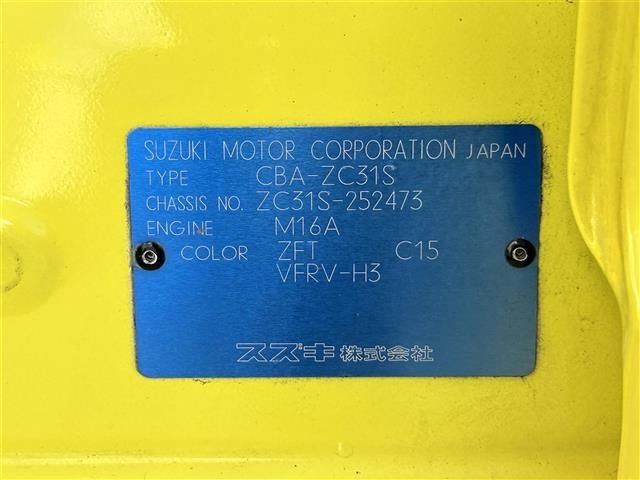 SUZUKI MOTOR CORPORATION JAPAN
TYPE CBA-ZC31S
CHASSIS NO. ZC31S-252473
ENGINE M16A
COLOR ZFT C15
VFRV-H3
スズキ株式会社